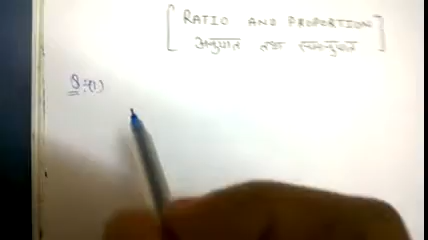 [RATIO AND PROPORTION
अनुपात तथा समानुपात]
Q.(1)